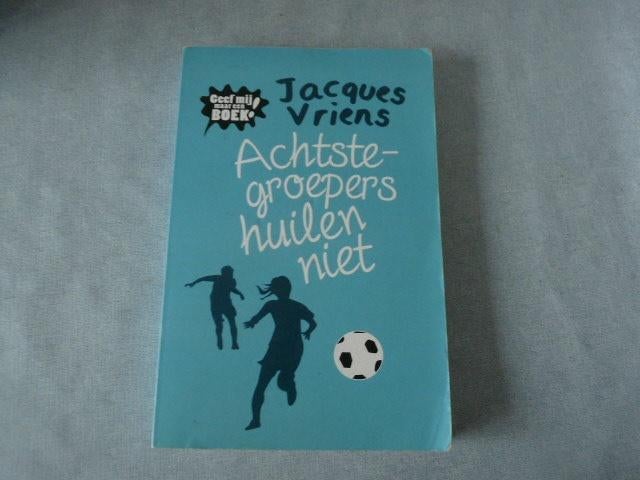 Geef mij
maar een
BOEK!
Jacques
Vriens
Achtste-
groepers
huilen
niet